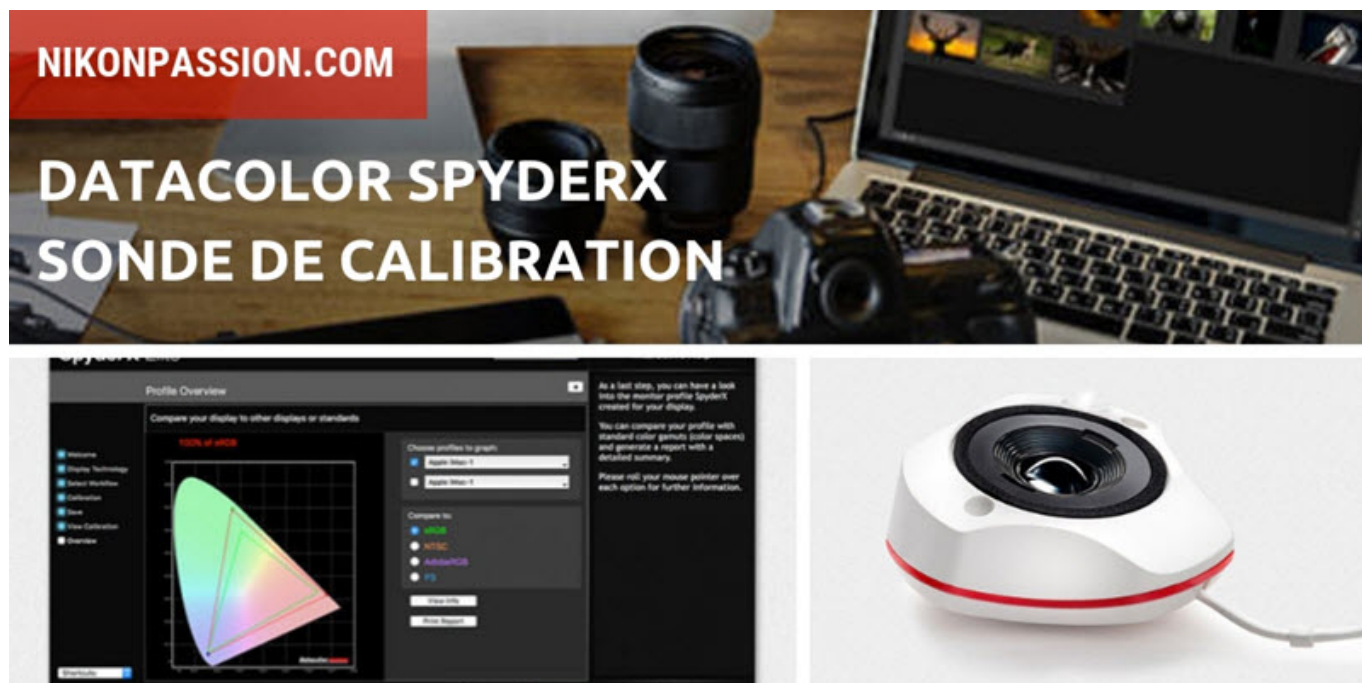 NIKONPASSION.COM
DATACOLOR SPYDERX
SONDE DE CALIBRATION
Profile Overview
Compare your display to other displays or standards
100% of sRGB
Welcome
Display Technology
Select Workflow
Calibration
Save
View Calibration
Overview
Shortcuts
Choose profiles to graph:
Apple iMac-1
Apple iMac-1
Compare to:
sRGB
NTSC
AdobeRGB
P3
View Info
Print Report
datacolor
As a last step, you can have a look
into the monitor profile SpyderX
created for your display.
You can compare your profile with
standard color gamuts (color spaces)
and generate a report with a
detailed summary.
Please roll your mouse pointer over
each option for further information.